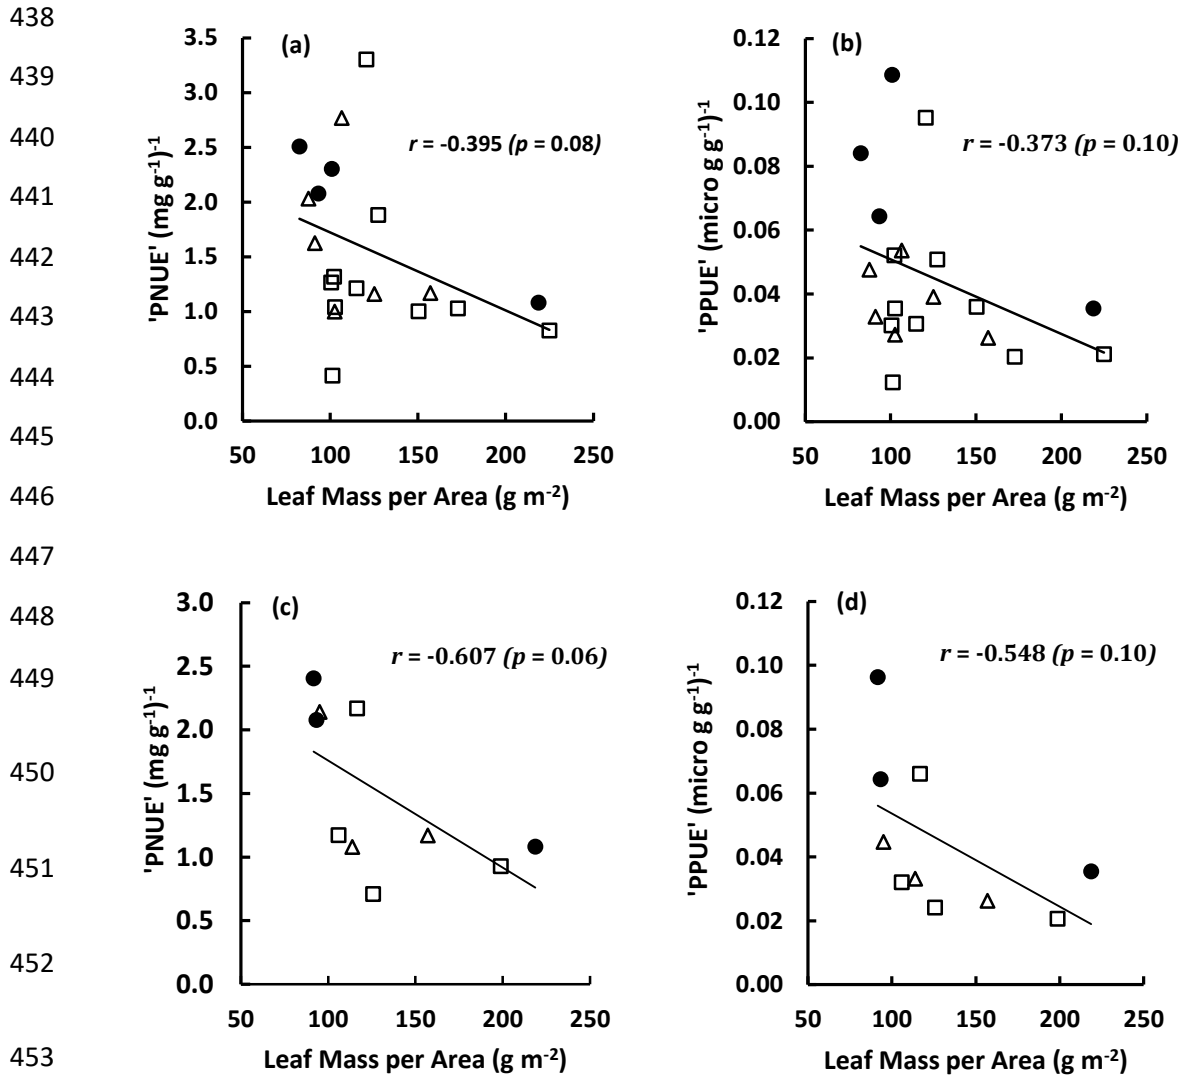 438
439
440
441
442
443
444
445
446
447
448
449
450
451
452
453
(a)
r = -0.395 (p = 0.08)
'PNUE' (mg g-1)-1
3.5
3.0
2.5
2.0
1.5
1.0
0.5
0.0
50 100 150 200 250
Leaf Mass per Area (g m-2)
(b)
r = -0.373 (p = 0.10)
'PPUE' (micro g g-1)-1
0.12
0.10
0.08
0.06
0.04
0.02
0.00
50 100 150 200 250
Leaf Mass per Area (g m-2)
(c)
r = -0.607 (p = 0.06)
'PNUE' (mg g-1)-1
3.0
2.5
2.0
1.5
1.0
0.5
0.0
50 100 150 200 250
Leaf Mass per Area (g m-2)
(d)
r = -0.548 (p = 0.10)
'PPUE' (micro g g-1)-1
0.12
0.10
0.08
0.06
0.04
0.02
0.00
50 100 150 200 250
Leaf Mass per Area (g m-2)